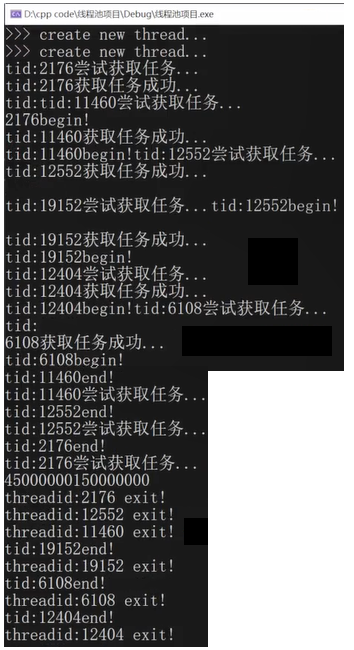 D:\cpp code\线程池项目\Debug\线程池项目.exe
>>> create new thread...
>>> create new thread...
tid:2176尝试获取任务...
tid:2176获取任务成功...
tid:tid:11460尝试获取任务...
2176begin!
tid:11460获取任务成功...
tid:11460begin!tid:12552尝试获取任务...
tid:12552获取任务成功...
tid:19152尝试获取任务...tid:12552begin!
tid:19152获取任务成功...
tid:19152begin!
tid:12404尝试获取任务...
tid:12404获取任务成功...
tid:12404begin!tid:6108尝试获取任务...
tid:
6108获取任务成功...
tid:6108begin!
tid:11460end!
tid:11460尝试获取任务...
tid:12552end!
tid:12552尝试获取任务...
tid:2176end!
tid:2176尝试获取任务...
45000000150000000
threadid:2176 exit!
threadid:12552 exit!
threadid:11460 exit!
tid:19152end!
threadid:19152 exit!
tid:6108end!
threadid:6108 exit!
tid:12404end!
threadid:12404 exit!